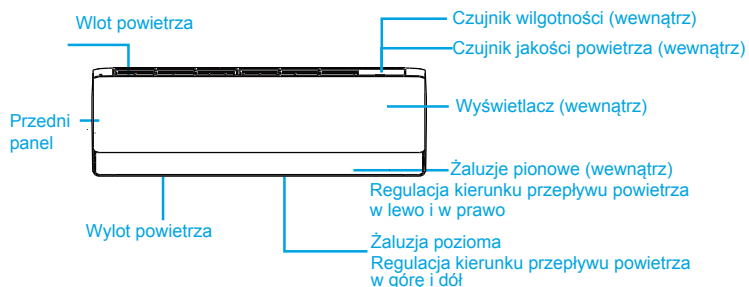 Wlot powietrza
Czujnik wilgotności (wewnątrz)
Czujnik jakości powietrza (wewnątrz)
Wyświetlacz (wewnątrz)
Przedni
panel
Żaluzje pionowe (wewnątrz)
Regulacja kierunku przepływu powietrza
w lewo i w prawo
Wylot powietrza
Żaluzja pozioma
Regulacja kierunku przepływu powietrza
w górę i dół